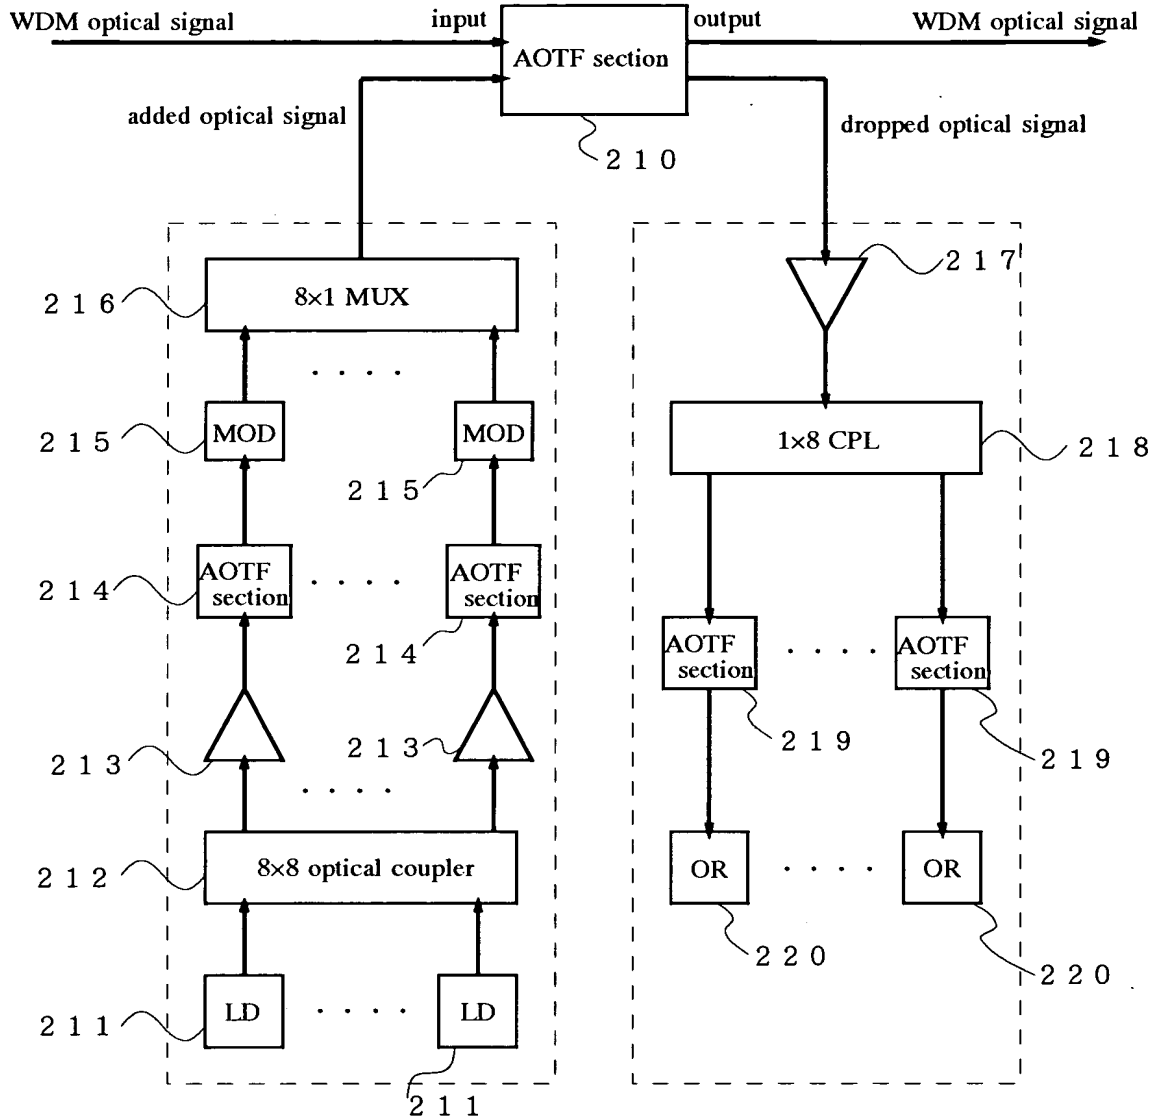 WDM optical signal
input
output
WDM optical signal
AOTF section
added optical signal
dropped optical signal
210
217
216
8×1 MUX
215
MOD
MOD
1×8 CPL
218
215
214
AOTF
section
AOTF
section
214
AOTF
section
AOTF
section
213
213
219
219
212
8×8 optical coupler
OR
OR
220
220
211
LD
LD
211